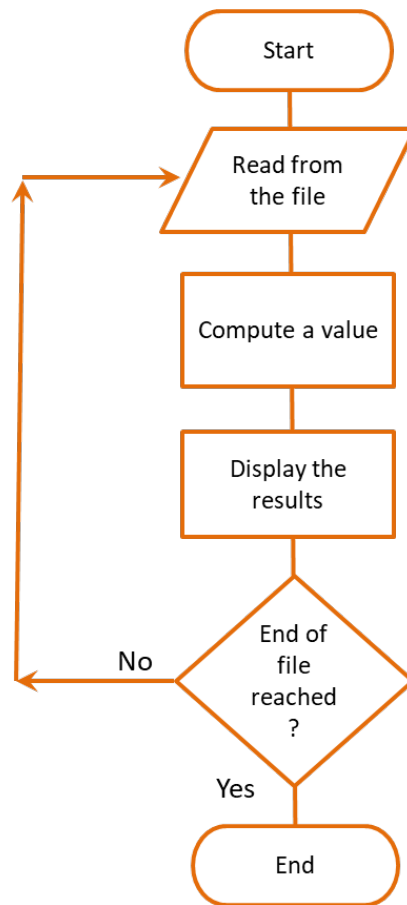 Start
Read from
the file
Compute a value
Display the
results
End of
file
reached
?
No
Yes
End